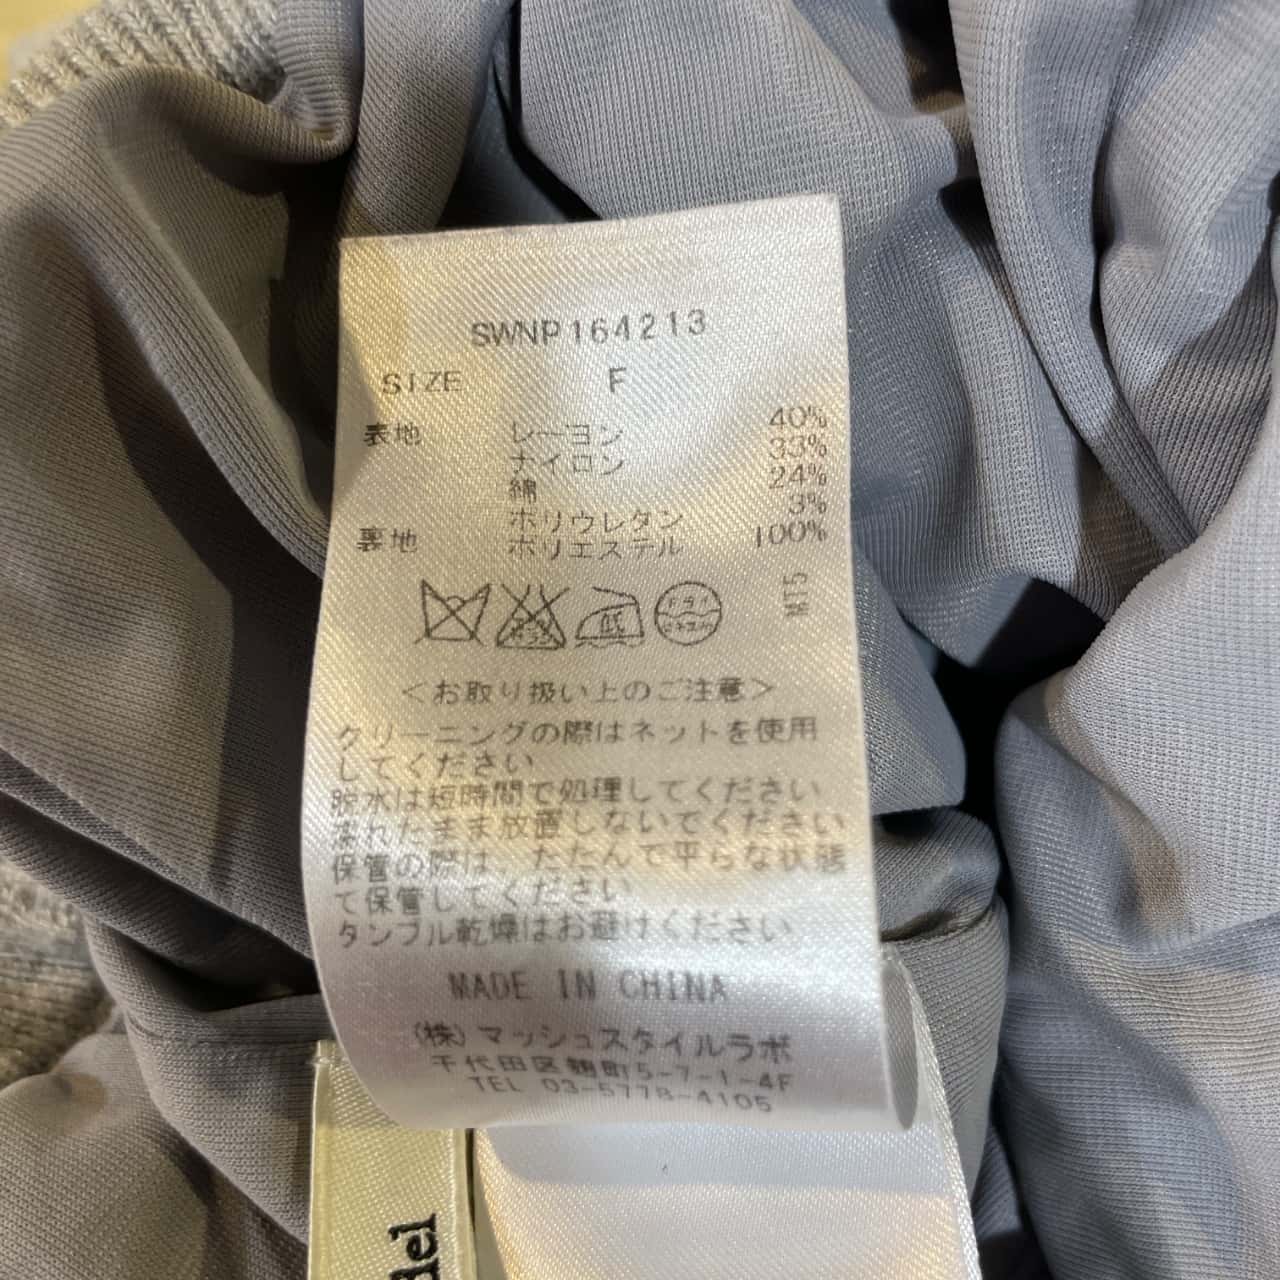 SWNP164213
SIZE F
表地 レーヨン 40%
ナイロン 33%
綿 24%
ポリウレタン 3%
裏地 ポリエステル 100%
WT5
低 ドライ
＜お取り扱い上のご注意＞
クリーニングの際はネットを使用
してください
脱水は短時間で処理してください
濡れたまま放置しないでください
保管の際は、たたんで平らな状態
で保管してください
タンブル乾燥はお避けください
MADE IN CHINA
(株)マッシュスタイルラボ
千代田区麹町5-7-1-4F
TEL 03-5778-4105
del